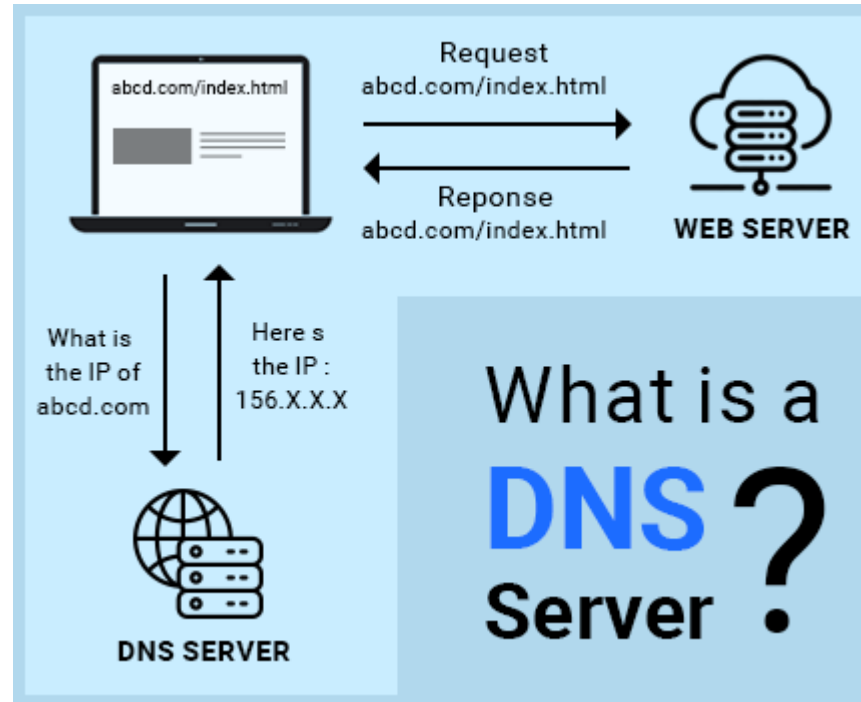 abcd.com/index.html
Request
abcd.com/index.html
Reponse
abcd.com/index.html
WEB SERVER
What is
the IP of
abcd.com
Here s
the IP :
156.X.X.X
DNS SERVER
What is a
DNS
Server ?